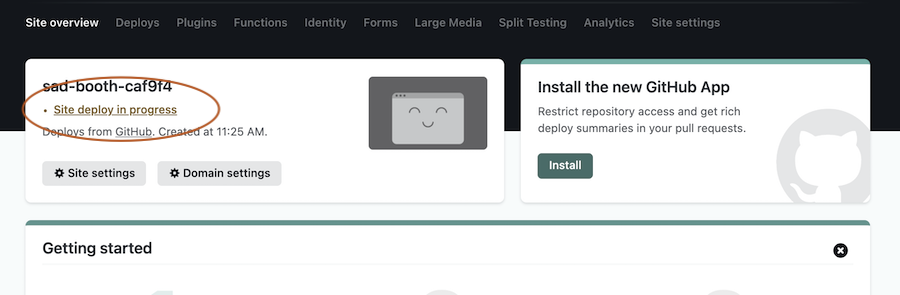 Site overview Deploys Plugins Functions Identity Forms Large Media Split Testing Analytics Site settings
sad-booth-caf9f4
Site deploy in progress
Deploys from GitHub. Created at 11:25 AM.
Site settings Domain settings
Install the new GitHub App
Restrict repository access and get rich
deploy summaries in your pull requests.
Install
Getting started